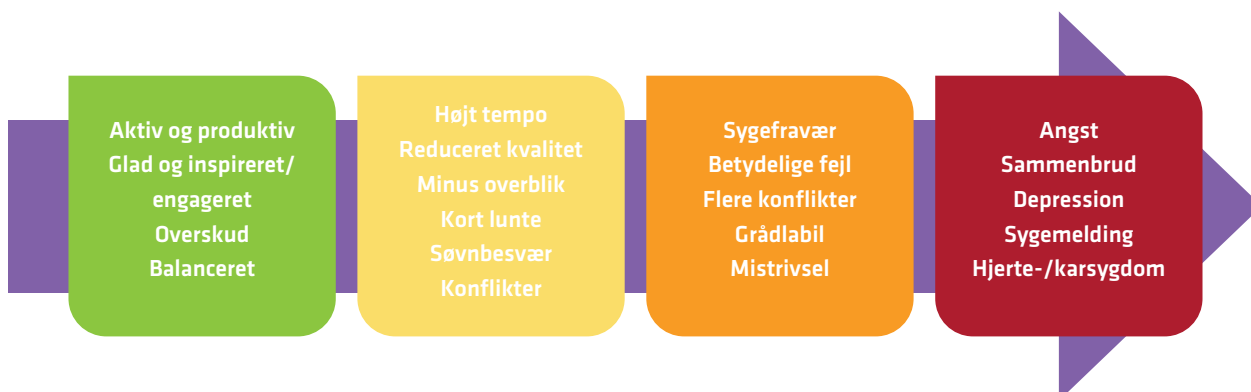 Aktiv og produktiv
Glad og inspireret/
engageret
Overskud
Balanceret
Højt tempo
Reduceret kvalitet
Minus overblik
Kort lunte
Søvnbesvær
Konflikter
Sygefravær
Betydelige fejl
Flere konflikter
Grådlabil
Mistrivsel
Angst
Sammenbrud
Depression
Sygemelding
Hjerte-/karsygdom